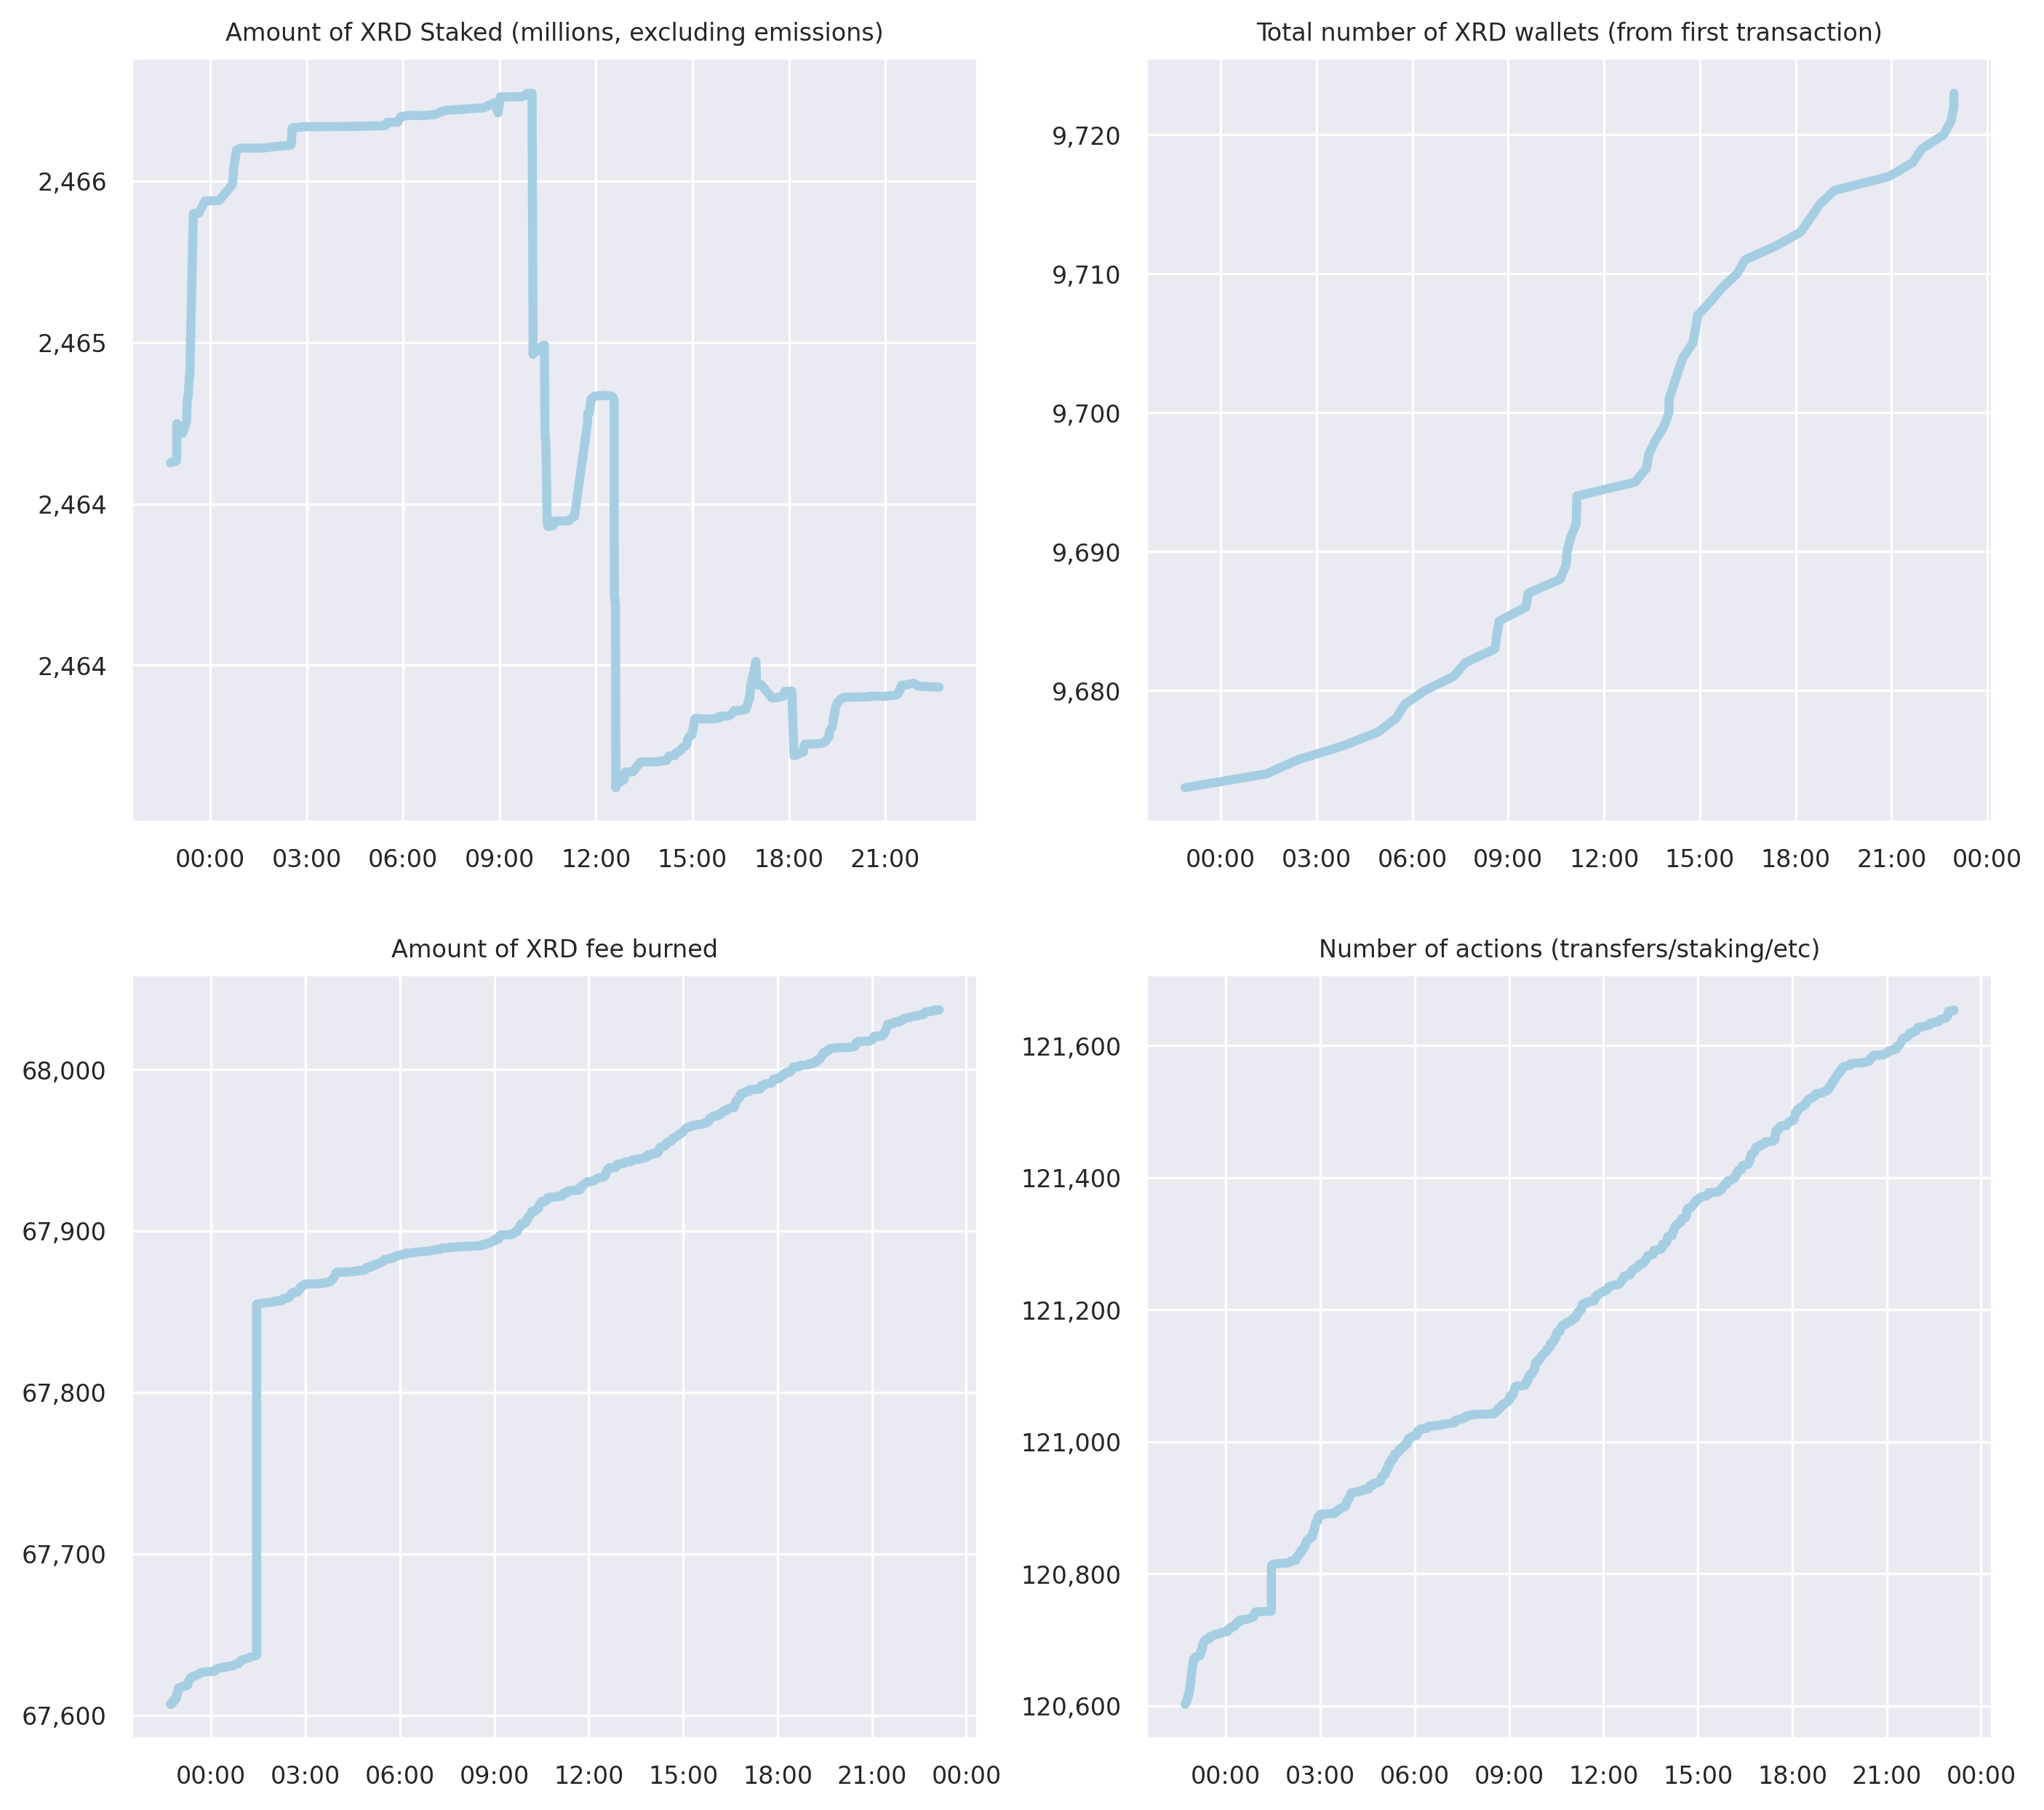 Amount of XRD Staked (millions, excluding emissions)
2,466
2,465
2,464
2,464
00:00 03:00 06:00 09:00 12:00 15:00 18:00 21:00
Total number of XRD wallets (from first transaction)
9,720
9,710
9,700
9,690
9,680
00:00 03:00 06:00 09:00 12:00 15:00 18:00 21:00 00:00
Amount of XRD fee burned
68,000
67,900
67,800
67,700
67,600
00:00 03:00 06:00 09:00 12:00 15:00 18:00 21:00 00:00
Number of actions (transfers/staking/etc)
121,600
121,400
121,200
121,000
120,800
120,600
00:00 03:00 06:00 09:00 12:00 15:00 18:00 21:00 00:00